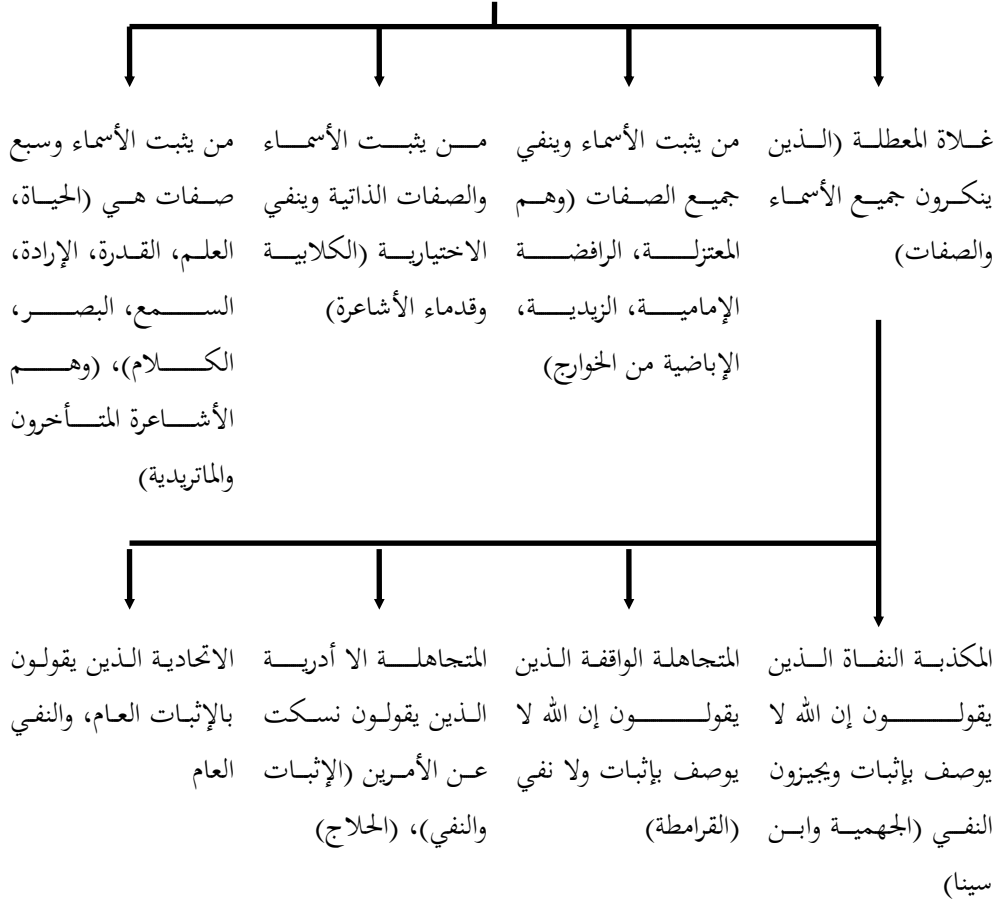 غلاة المعطلة (الذين
ينكرون جميع الأسماء
والصفات)
من يثبت الأسماء وينفي
جميع الصفات (وهم
المعتزلة، الرافضة
الإمامية، الزيدية،
الإباضية من الخوارج)
من يثبت الأسماء
والصفات الذاتية وينفي
الاختيارية (الكلابية
وقدماء الأشاعرة)
من يثبت الأسماء وسبع
صفات هي (الحياة،
العلم، القدرة، الإرادة،
السمع، البصر،
الكلام)، (وهم
الأشاعرة المتأخرون
والماتريدية)
المكذبة النفاة الذين
يقولون إن الله لا
يوصف بإثبات ويجيزون
النفي (الجهمية وابن
سينا)
المتجاهلة الواقفة الذين
يقولون إن الله لا
يوصف بإثبات ولا نفي
(القرامطة)
المتجاهلة الا أدرية
الذين يقولون نسكت
عن الأمرين (الإثبات
والنفي)، (الحلاج)
الاتحادية الذين يقولون
بالإثبات العام، والنفي
العام